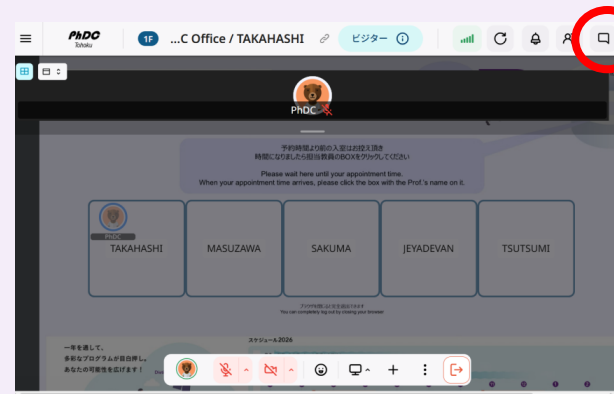 PhDC
Tohoku
1F
...C Office / TAKAHASHI
ビジター
PhDC
予約時間より前の入室はお控え頂き
時間になりましたら担当教員のBOXをクリックしてください
Please wait here until your appointment time.
When your appointment time arrives, please click the box with the Prof.'s name on it.
PhDC
TAKAHASHI
MASUZAWA
SAKUMA
JEYADEVAN
TSUTSUMI
You can completely log out by closing your browser
スケジュール2026
一年を通して、
多彩なプログラムが目白押し。
あなたの可能性を広げます！